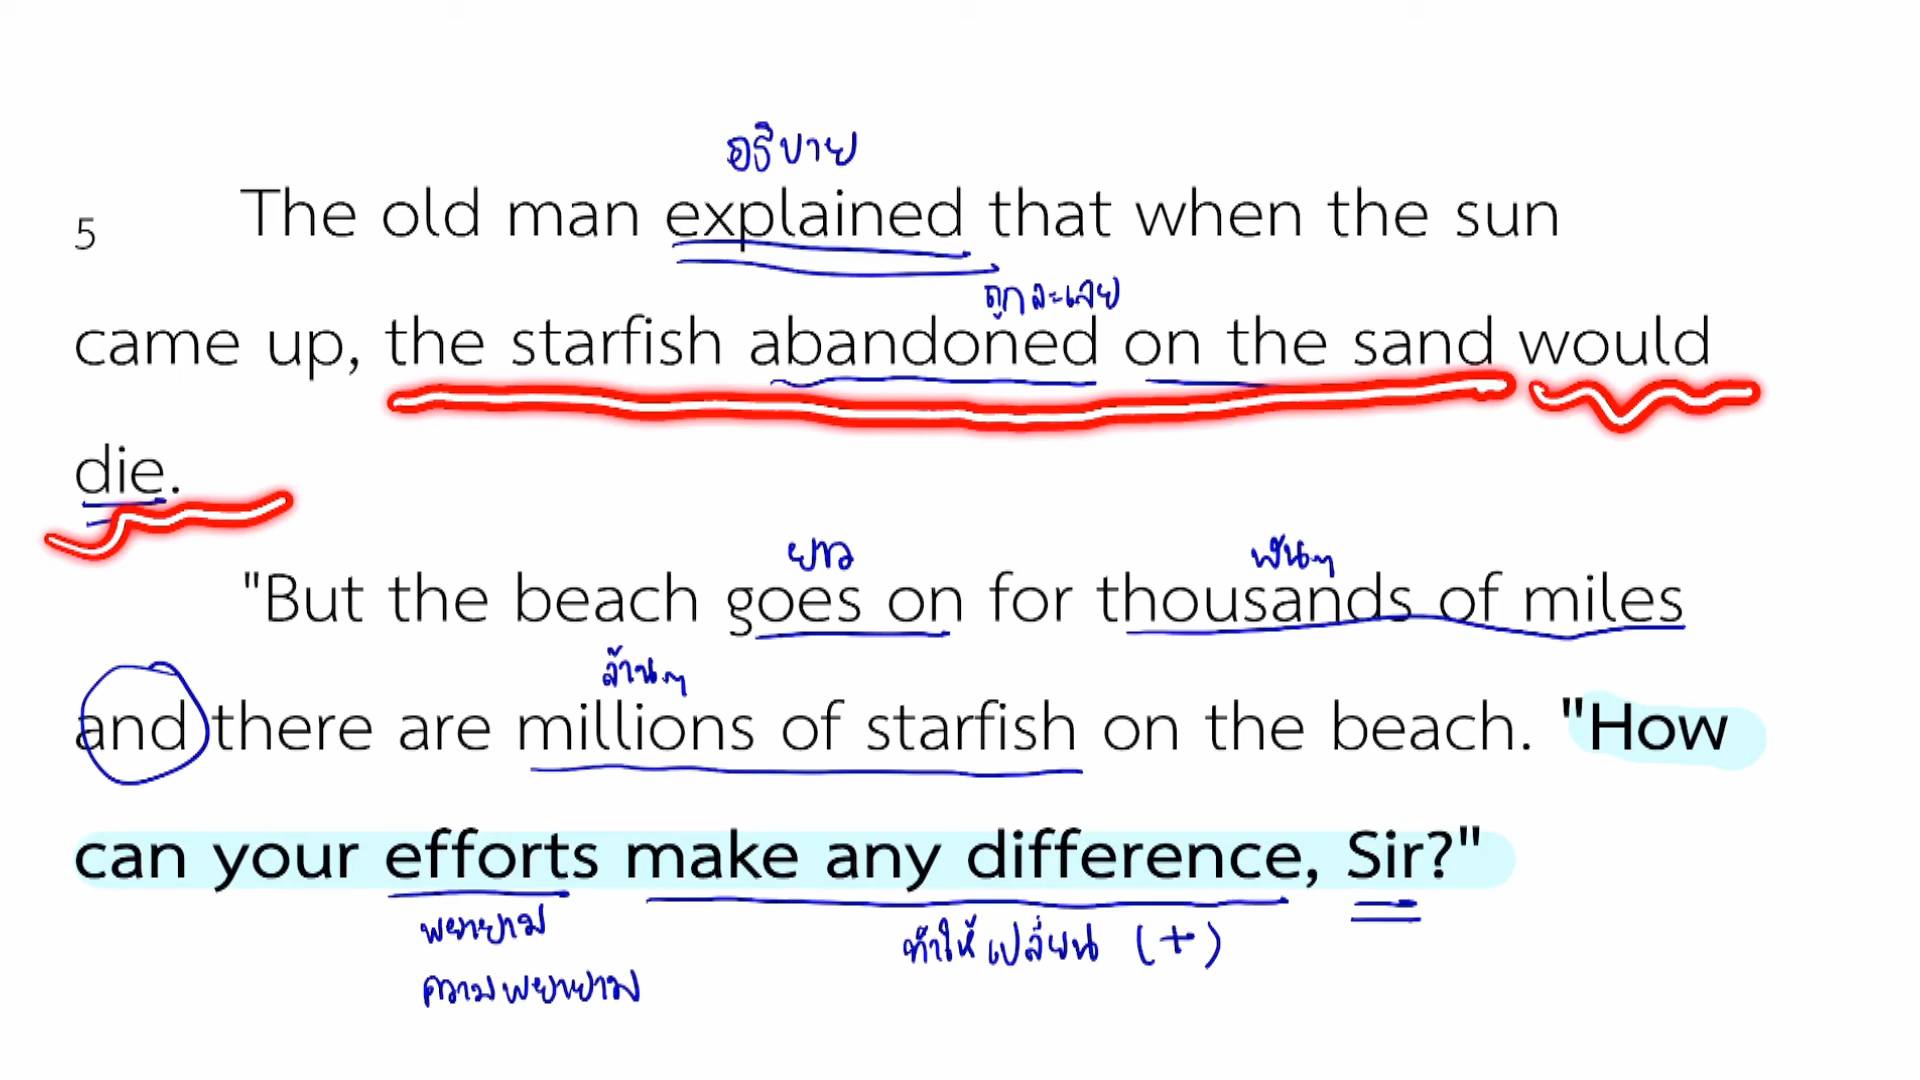 อธิบาย
5 The old man explained that when the sun
ถูกละเลย
came up, the starfish abandoned on the sand would
die.
ยาว พันๆ
"But the beach goes on for thousands of miles
ล้านๆ
and there are millions of starfish on the beach. "How
can your efforts make any difference, Sir?"
พยายาม ทำให้เปลี่ยน (+)
ความพยายาม